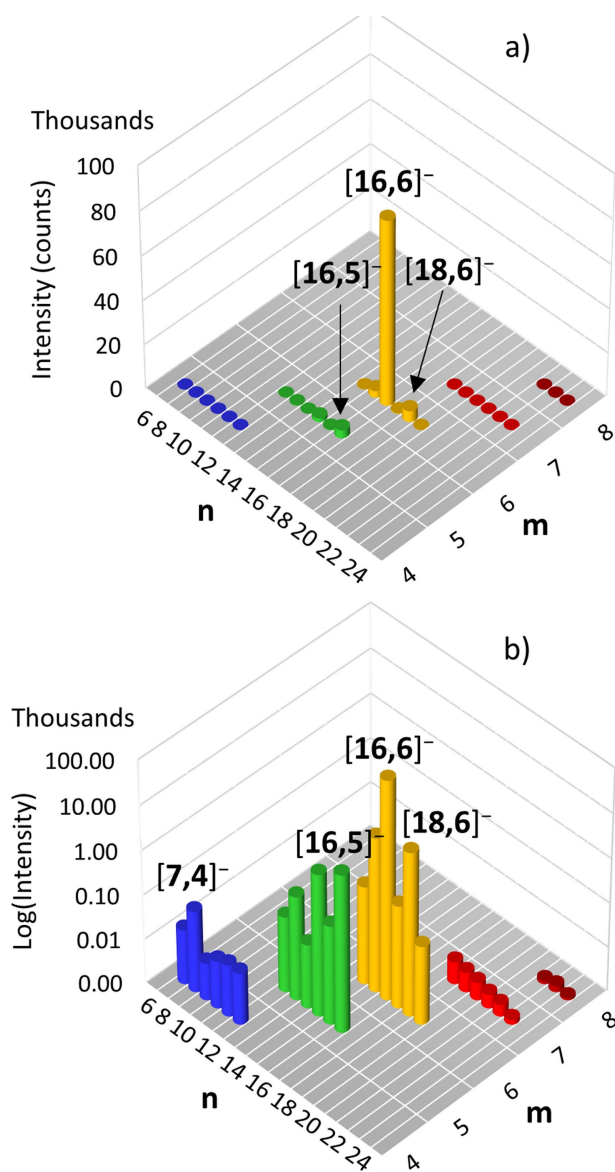 a)
Thousands
100
80
60
40
20
0
Intensity (counts)
[16,6]⁻
[16,5]⁻
[18,6]⁻
6 8 10 12 14 16 18 20 22 24
n
4 5 6 7 8
m
b)
Thousands
100.00
10.00
1.00
0.10
0.01
0.00
Log(Intensity)
[16,6]⁻
[16,5]⁻
[18,6]⁻
[7,4]⁻
6 8 10 12 14 16 18 20 22 24
n
4 5 6 7 8
m